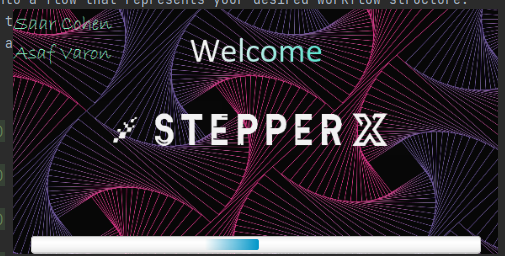 nto a flow that represents your desired workflow structure.
Saar Cohen
Asaf Varon
Welcome
STEPPER X